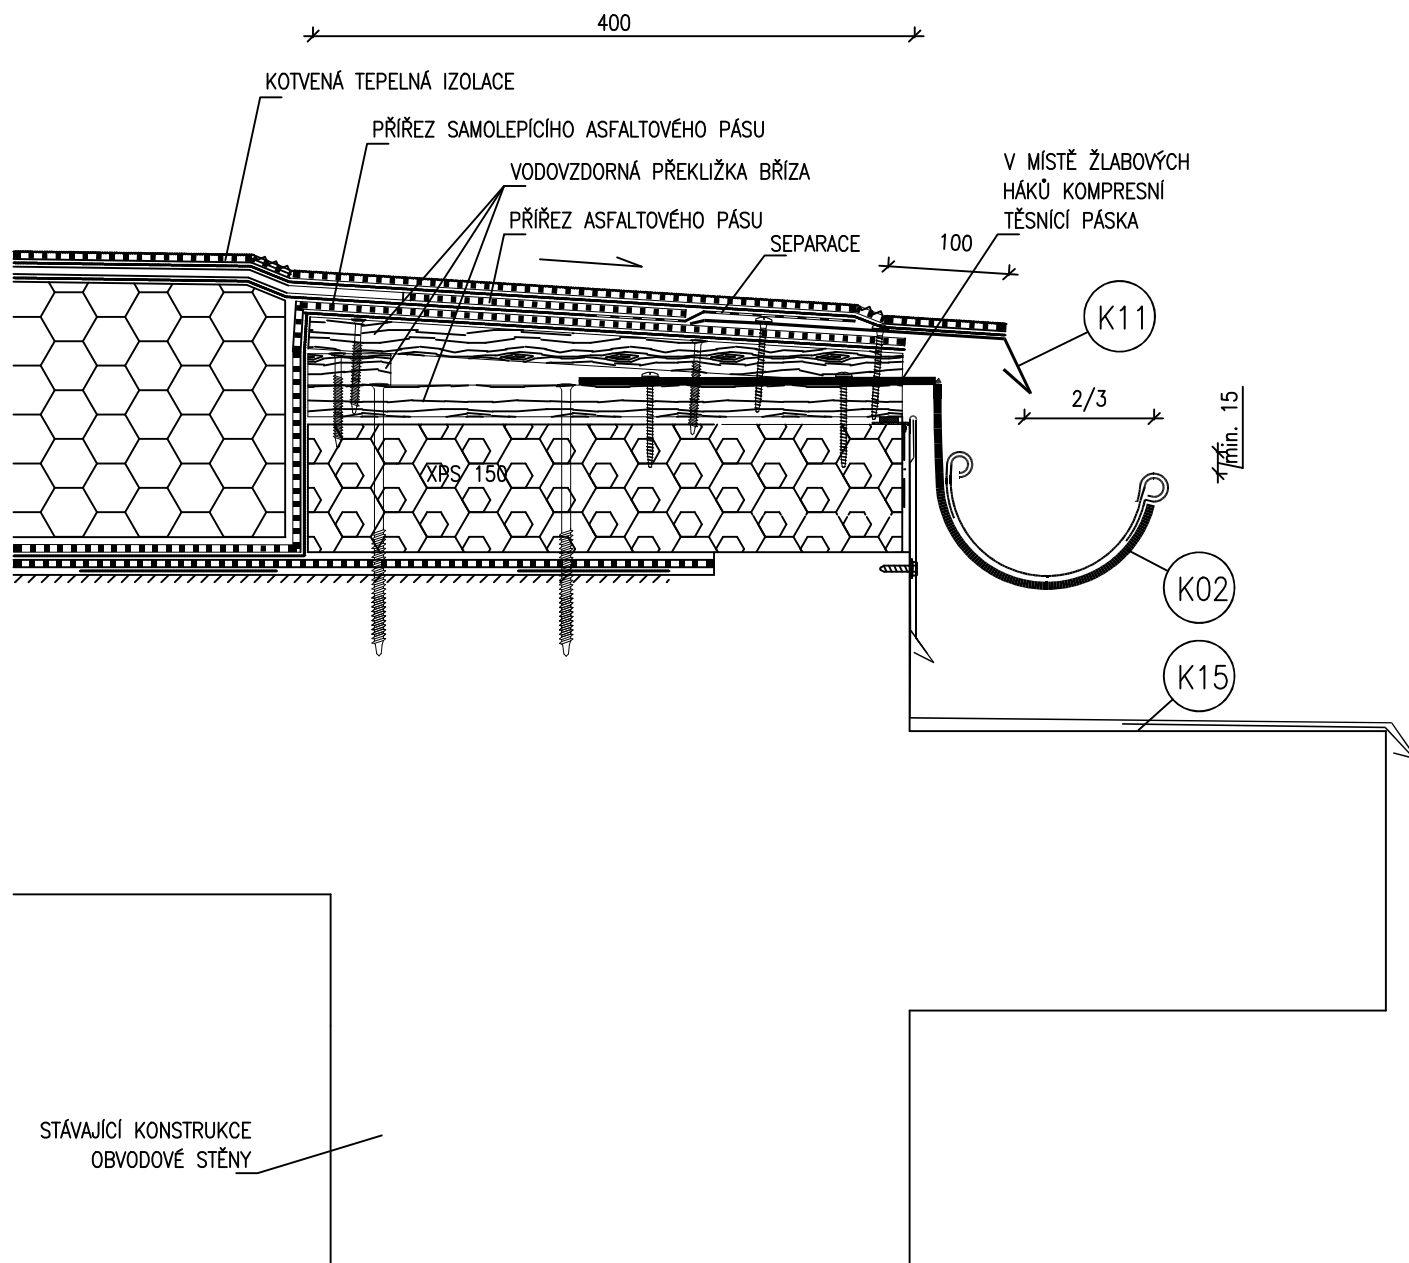 400
KOTVENÁ TEPELNÁ IZOLACE
PŘÍŘEZ SAMOLEPÍCÍHO ASFALTOVÉHO PÁSU
VODOVZDORNÁ PŘEKLIŽKA BŘÍZA
V MÍSTĚ ŽLABOVÝCH
HÁKŮ KOMPRESNÍ
TĚSNÍCÍ PÁSKA
PŘÍŘEZ ASFALTOVÉHO PÁSU
SEPARACE
100
K11
2/3
min. 15
XPS 150
K02
K15
STÁVAJÍCÍ KONSTRUKCE
OBVODOVÉ STĚNY